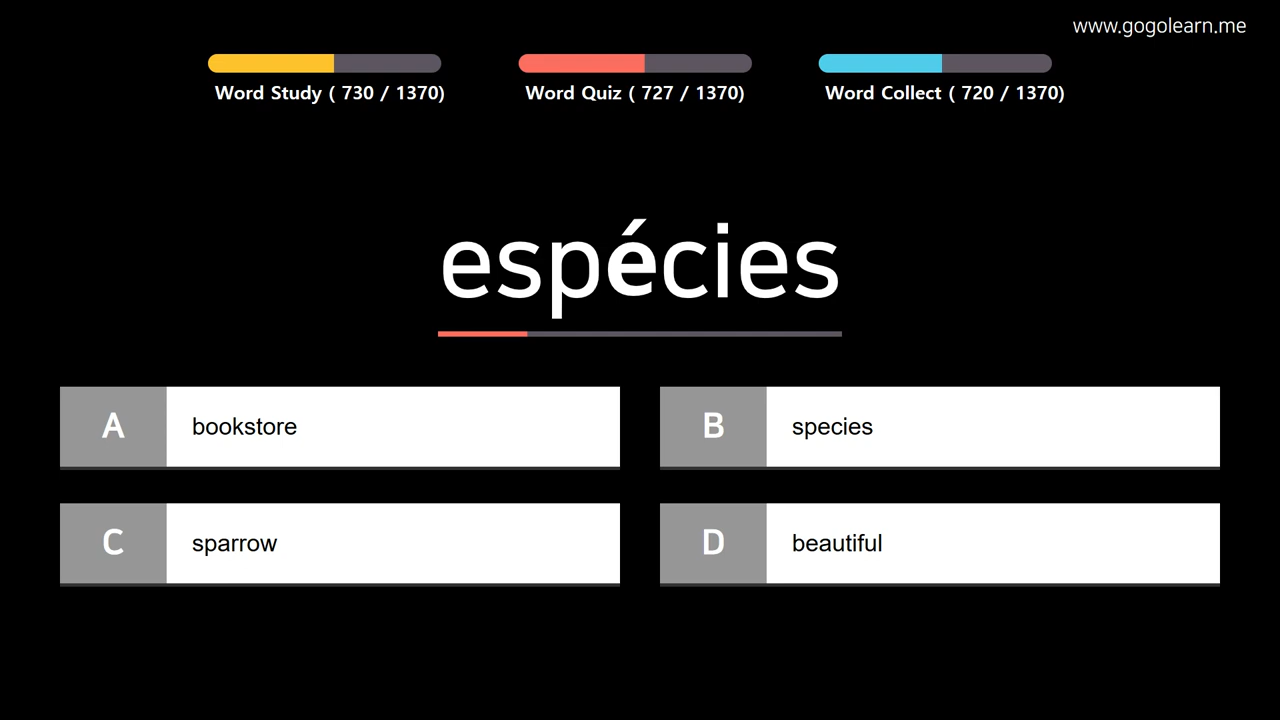 www.gogolearn.me
Word Study ( 730 / 1370)
Word Quiz ( 727 / 1370)
Word Collect ( 720 / 1370)
espécies
A bookstore
B species
C sparrow
D beautiful